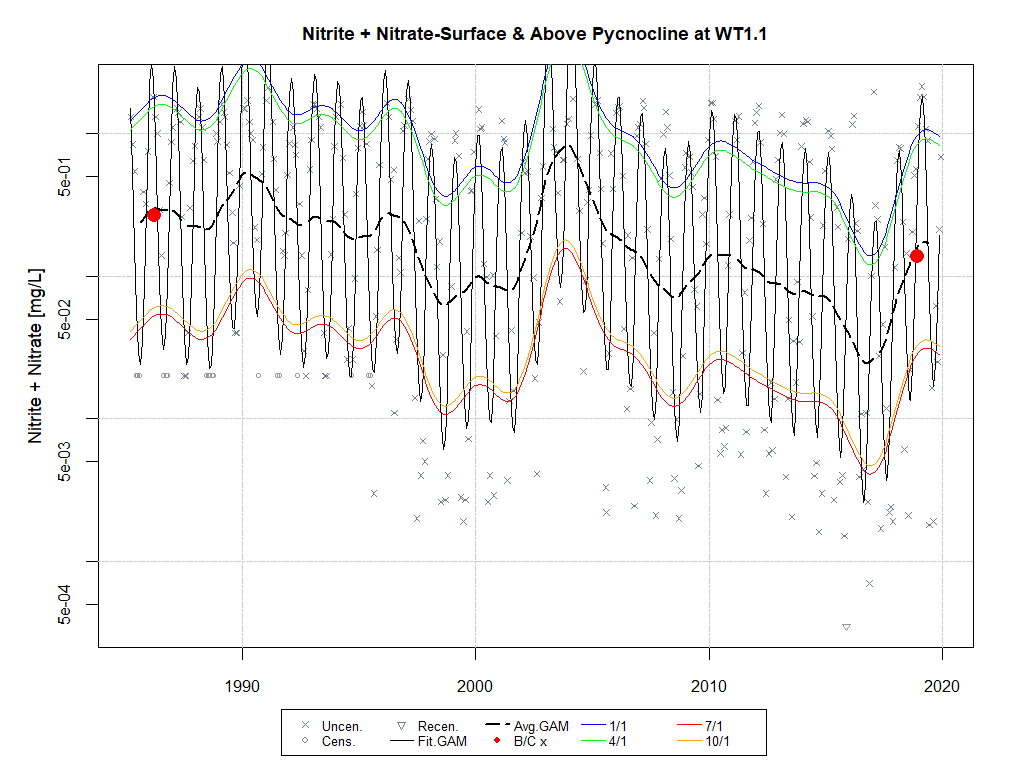 Nitrite + Nitrate-Surface & Above Pycnocline at WT1.1
Nitrite + Nitrate [mg/L]
5e-01
5e-02
5e-03
5e-04
1990 2000 2010 2020
Uncen. Recen. Avg.GAM 1/1 7/1
Cens. Fit.GAM B/C x 4/1 10/1